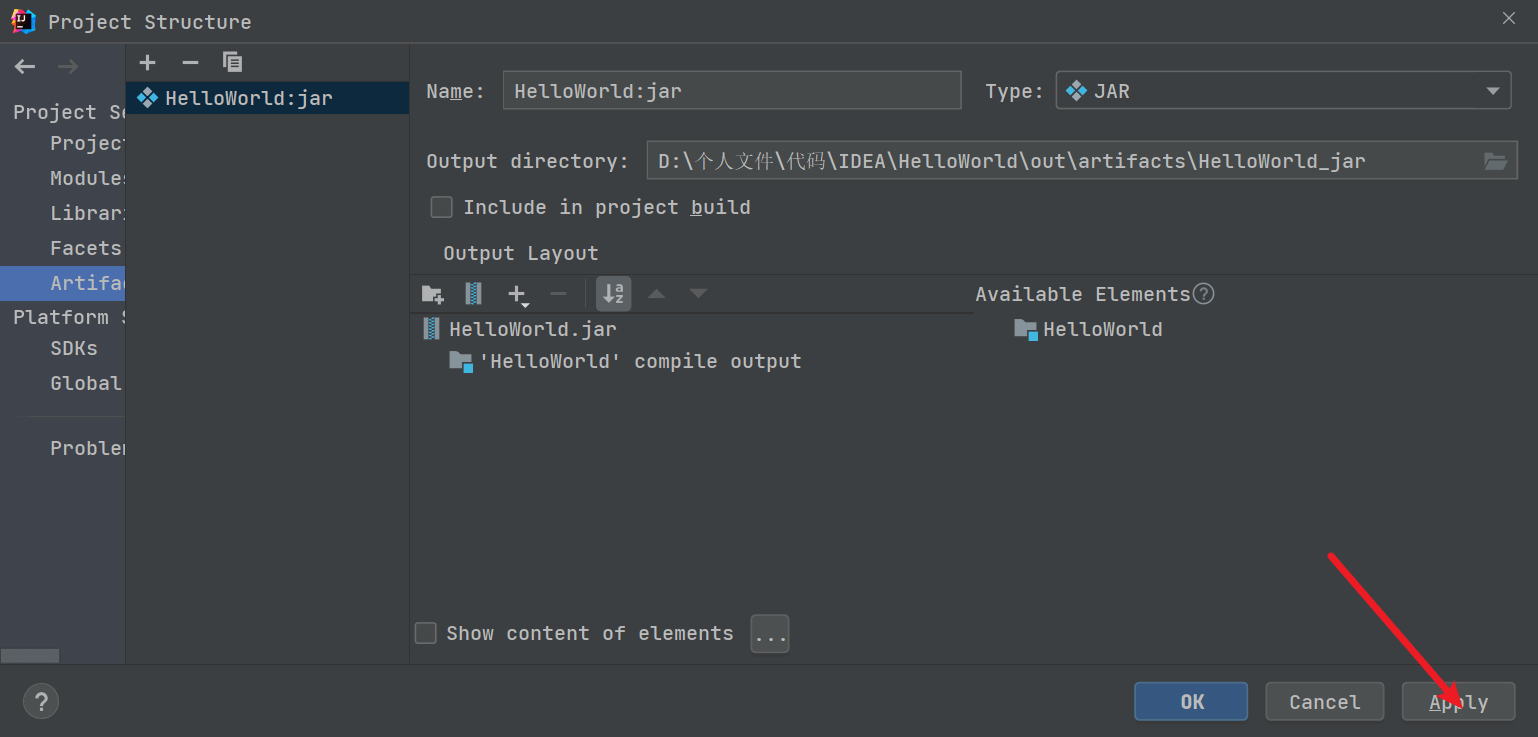 Project Structure
Project Se
Project
Modules
Librari
Facets
Artifac
Platform S
SDKs
Global
Problem
HelloWorld:jar
Name: HelloWorld:jar Type: JAR
Output directory: D:\个人文件\代码\IDEA\HelloWorld\out\artifacts\HelloWorld_jar
Include in project build
Output Layout
Available Elements
HelloWorld.jar
HelloWorld
'HelloWorld' compile output
Show content of elements ...
? OK Cancel Apply